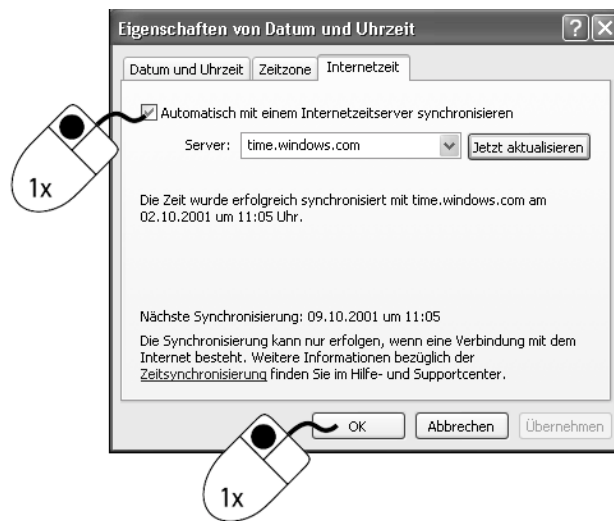 Eigenschaften von Datum und Uhrzeit
Datum und Uhrzeit Zeitzone Internetzeit
Automatisch mit einem Internetzeitserver synchronisieren
Server: time.windows.com Jetzt aktualisieren
1x
Die Zeit wurde erfolgreich synchronisiert mit time.windows.com am
02.10.2001 um 11:05 Uhr.
Nächste Synchronisierung: 09.10.2001 um 11:05
Die Synchronisierung kann nur erfolgen, wenn eine Verbindung mit dem
Internet besteht. Weitere Informationen bezüglich der
Zeitsynchronisierung finden Sie im Hilfe- und Supportcenter.
OK Abbrechen Übernehmen
1x